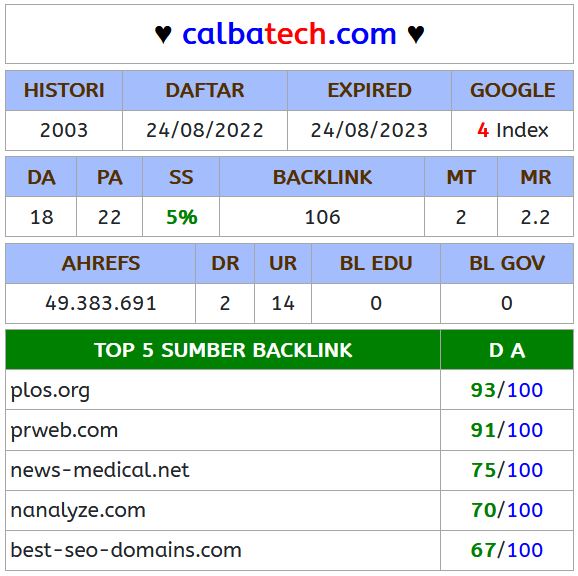 ♥ calbatech.com ♥
HISTORI DAFTAR EXPIRED GOOGLE
2003 24/08/2022 24/08/2023 4 Index
DA PA SS BACKLINK MT MR
18 22 5% 106 2 2.2
AHREFS DR UR BL EDU BL GOV
49.383.691 2 14 0 0
TOP 5 SUMBER BACKLINK D A
plos.org 93/100
prweb.com 91/100
news-medical.net 75/100
nanalyze.com 70/100
best-seo-domains.com 67/100